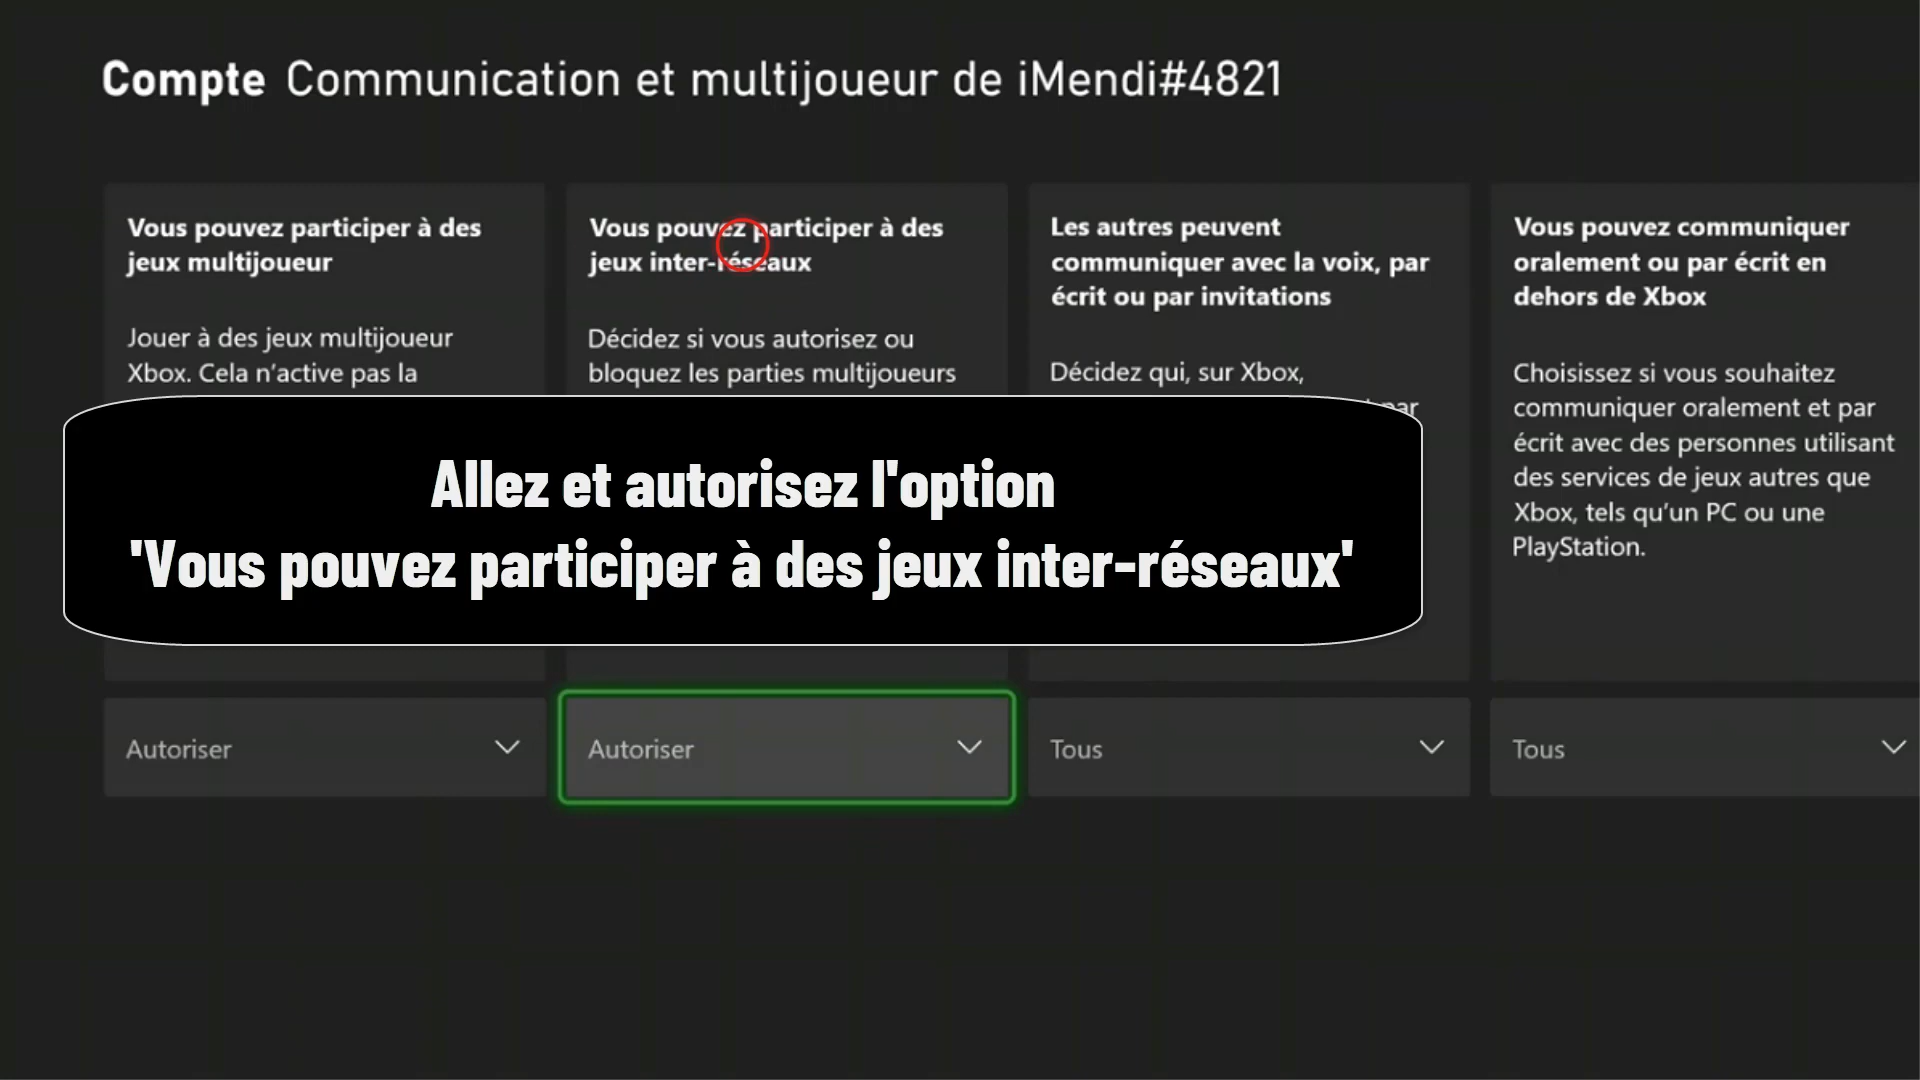 Compte Communication et multijoueur de iMendi#4821
Vous pouvez participer à des
jeux multijoueur
Jouer à des jeux multijoueur
Xbox. Cela n’active pas la
Vous pouvez participer à des
jeux inter-réseaux
Décidez si vous autorisez ou
bloquez les parties multijoueurs
Les autres peuvent
communiquer avec la voix, par
écrit ou par invitations
Décidez qui, sur Xbox,
par
Vous pouvez communiquer
oralement ou par écrit en
dehors de Xbox
Choisissez si vous souhaitez
communiquer oralement et par
écrit avec des personnes utilisant
des services de jeux autres que
Xbox, tels qu’un PC ou une
PlayStation.
Allez et autorisez l'option
'Vous pouvez participer à des jeux inter-réseaux'
Autoriser
Autoriser
Tous
Tous